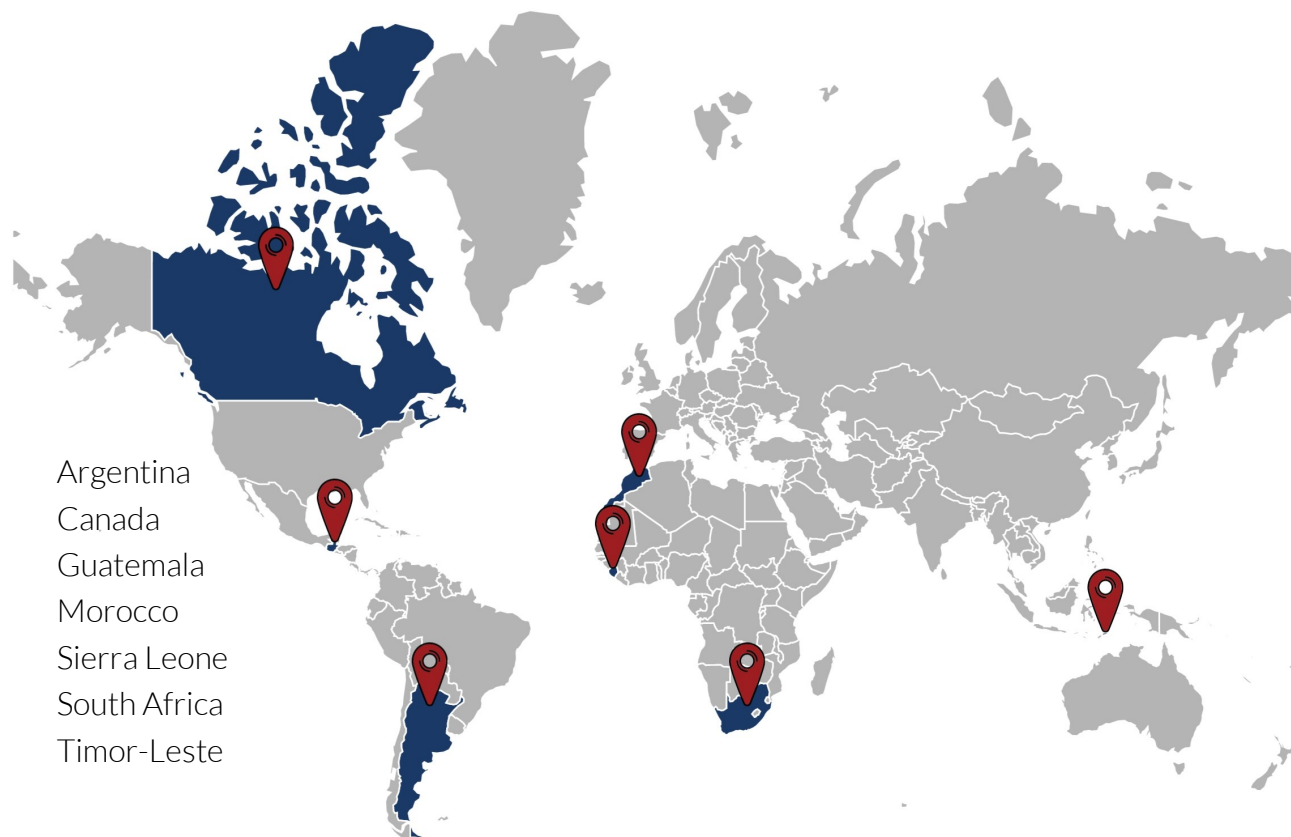 Argentina
Canada
Guatemala
Morocco
Sierra Leone
South Africa
Timor-Leste